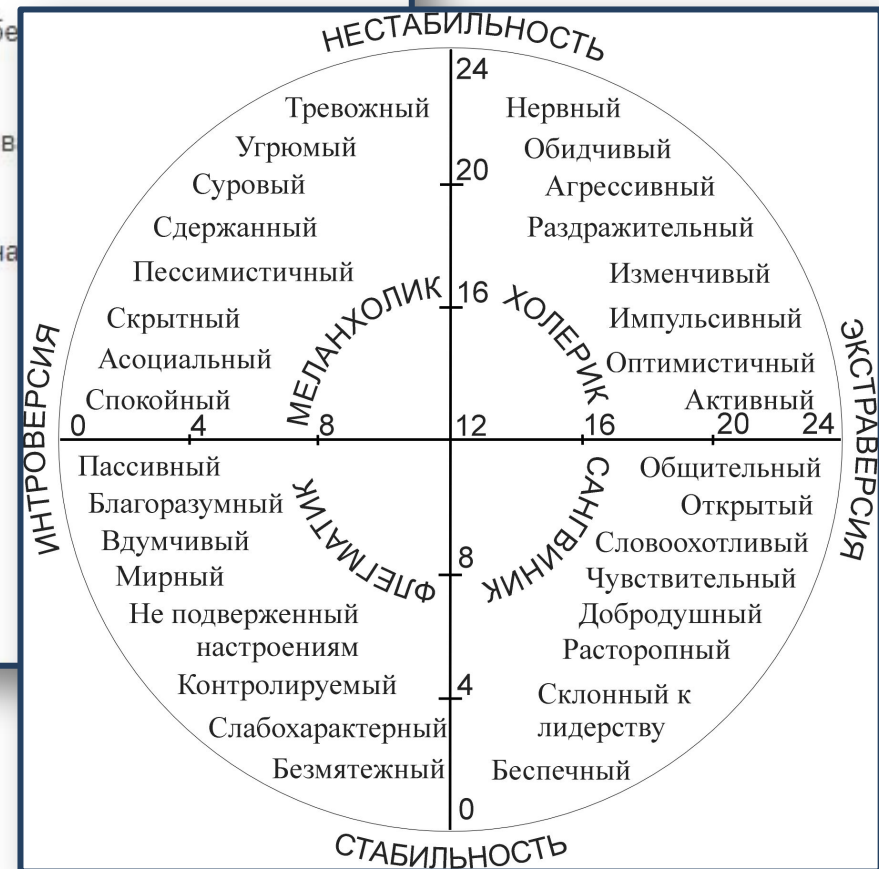 НЕСТАБИЛЬНОСТЬ
24
Тревожный
Нервный
Угрюмый
Обидчивый
20
Суровый
Агрессивный
Сдержанный
Раздражительный
Пессимистичный
Изменчивый
МЕЛАНХОЛИК
16
ХОЛЕРИК
Скрытный
Импульсивный
Асоциальный
Оптимистичный
Спокойный
Активный
ИНТРОВЕРСИЯ
0 4 8 12 16 20 24
ЭКСТРАВЕРСИЯ
Пассивный
Общительный
Благоразумный
Открытый
Вдумчивый
Словоохотливый
ФЛЕГМАТИК
8
САНГВИНИК
Мирный
Чувствительный
Не подверженный
настроениям
Добродушный
Расторопный
Контролируемый
4
Склонный к
лидерству
Слабохарактерный
Безмятежный
Беспечный
0
СТАБИЛЬНОСТЬ